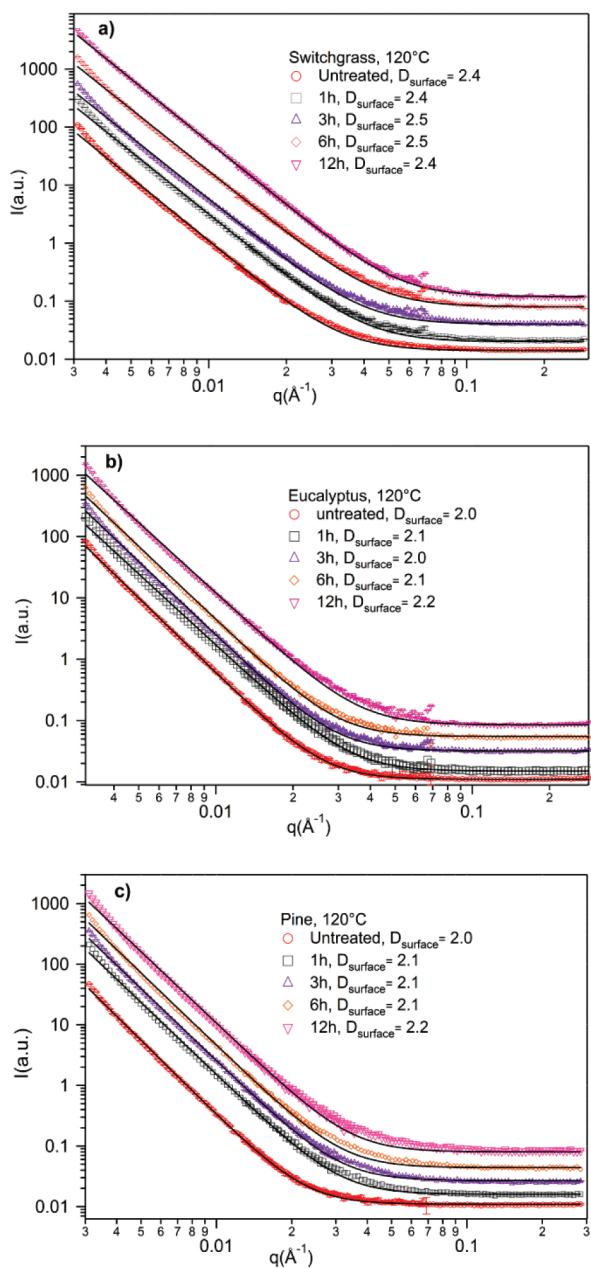 a)
Switchgrass, 120°C
Untreated, Dsurface= 2.4
1h, Dsurface= 2.4
3h, Dsurface= 2.5
6h, Dsurface= 2.5
12h, Dsurface= 2.4
I(a.u.)
1000
100
10
1
0.1
0.01
3 4 5 6 7 8 9 0.01 2 3 4 5 6 7 8 9 0.1 2
q(Å-1)
b)
Eucalyptus, 120°C
untreated, Dsurface= 2.0
1h, Dsurface= 2.1
3h, Dsurface= 2.0
6h, Dsurface= 2.1
12h, Dsurface= 2.2
I(a.u.)
1000
100
10
1
0.1
0.01
4 5 6 7 8 9 0.01 2 3 4 5 6 7 8 9 0.1 2
q(Å-1)
c)
Pine, 120°C
Untreated, Dsurface= 2.0
1h, Dsurface= 2.1
3h, Dsurface= 2.1
6h, Dsurface= 2.1
12h, Dsurface= 2.2
I(a.u.)
1000
100
10
1
0.1
0.01
3 4 5 6 7 8 9 0.01 2 3 4 5 6 7 8 9 0.1 2 3
q(Å-1)